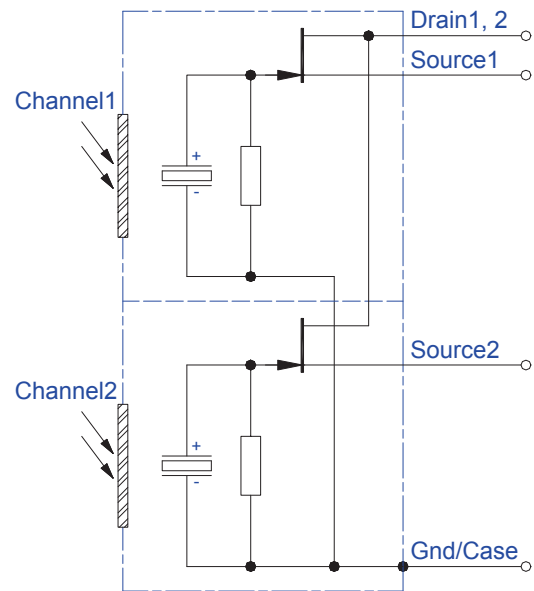 Drain1, 2
Source1
Channel1
+
-
Source2
Channel2
+
-
Gnd/Case